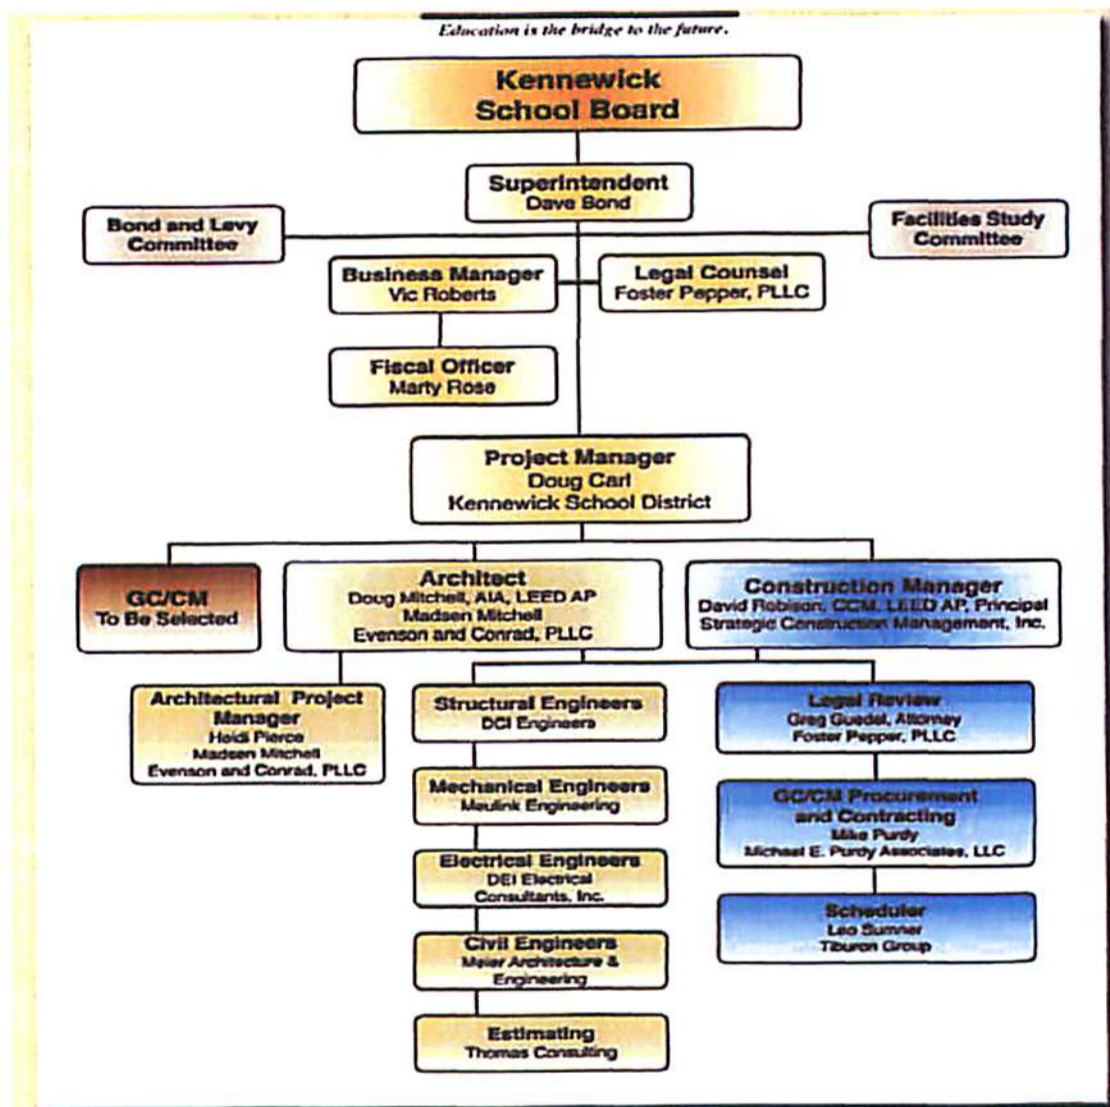 Education is the bridge to the future.
Kennewick
School Board
Superintendent
Dave Bond
Bond and Levy
Committee
Facilities Study
Committee
Business Manager
Vic Roberts
Legal Counsel
Foster Pepper, PLLC
Fiscal Officer
Marty Rose
Project Manager
Doug Carl
Kennewick School District
GC/CM
To Be Selected
Architect
Doug Mitchell, AIA, LEED AP
Madsen Mitchell
Evenson and Conrad, PLLC
Construction Manager
David Robison, CCM, LEED AP, Principal
Strategic Construction Management, Inc.
Architectural Project
Manager
Heidi Pierce
Madsen Mitchell
Evenson and Conrad, PLLC
Structural Engineers
DCI Engineers
Mechanical Engineers
Engineering
Electrical Engineers
DEI Electrical
Consultants, Inc.
Civil Engineers
Meier Architecture &
Engineering
Estimating
Thomas Consulting
Legal Review
Greg Guedel, Attorney
Foster Pepper, PLLC
GC/CM Procurement
and Contracting
Mike Purdy
Michael E. Purdy Associates, LLC
Scheduler
Leo Sumner
Tiburon Group